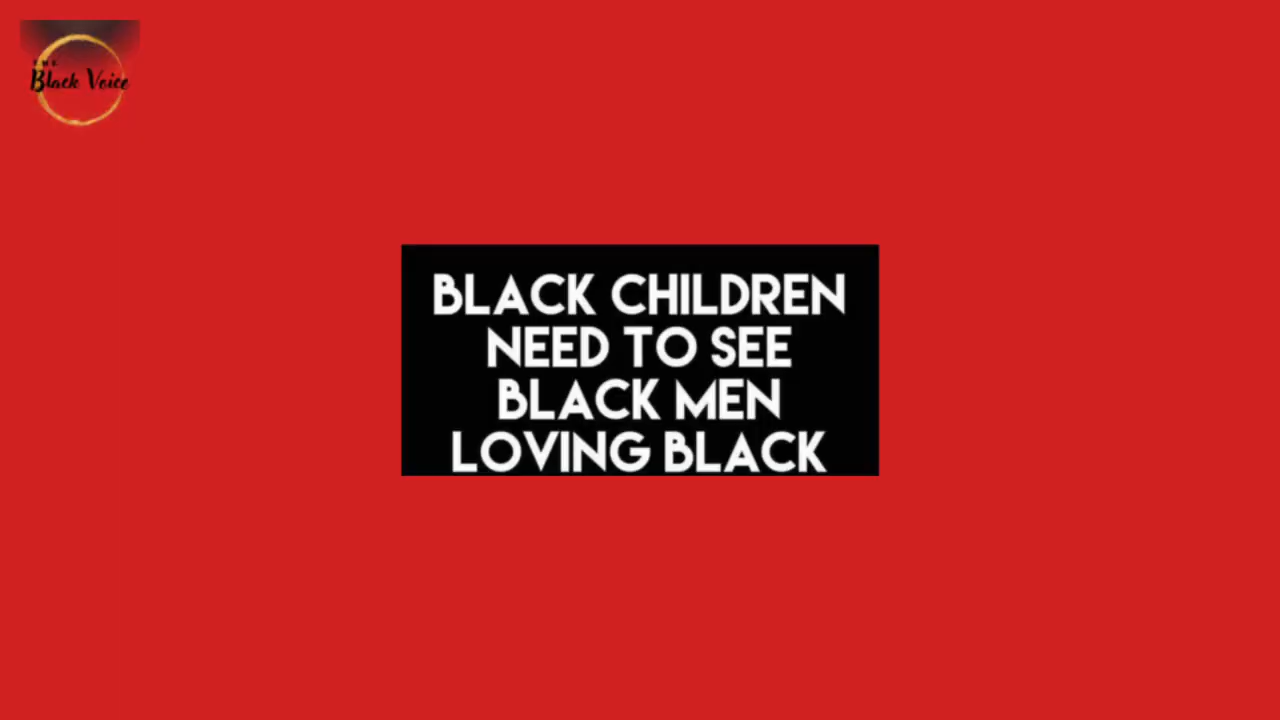 THE
Black Voice
BLACK CHILDREN
NEED TO SEE
BLACK MEN
LOVING BLACK